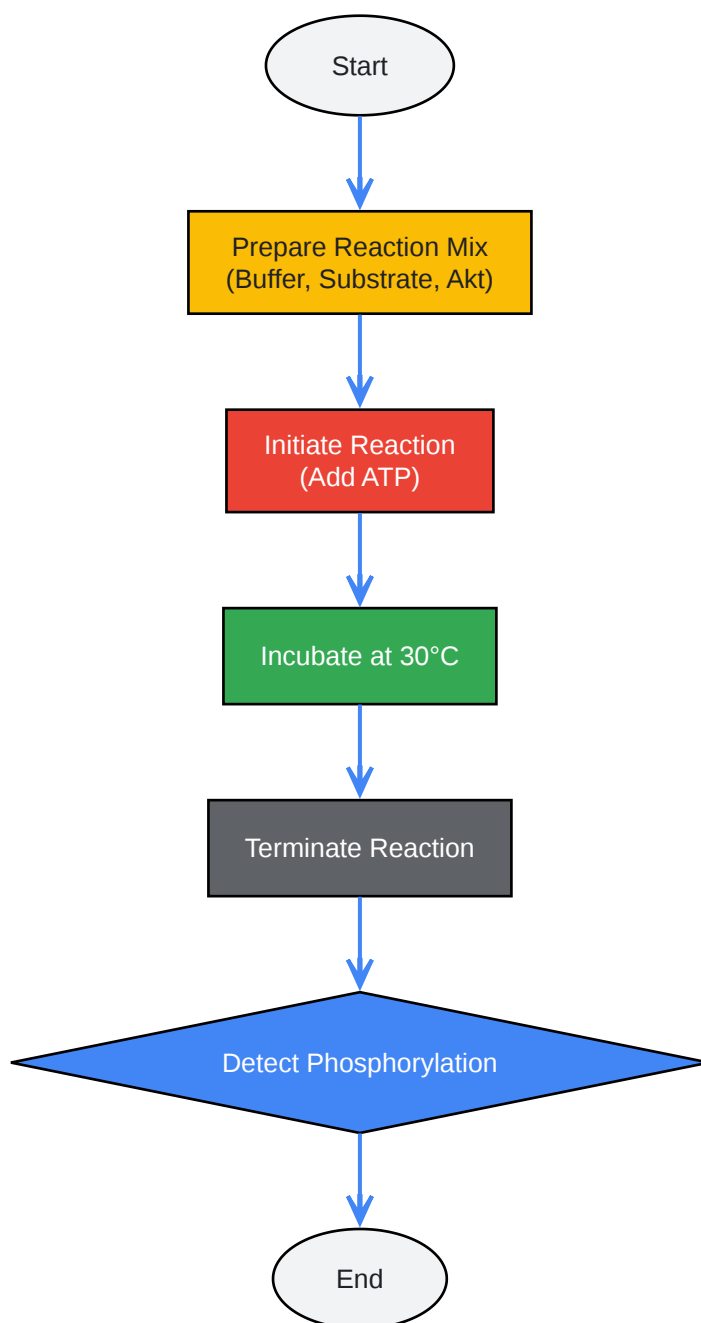 Start
Prepare Reaction Mix
(Buffer, Substrate, Akt)
Initiate Reaction
(Add ATP)
Incubate at 30°C
Terminate Reaction
Detect Phosphorylation
End